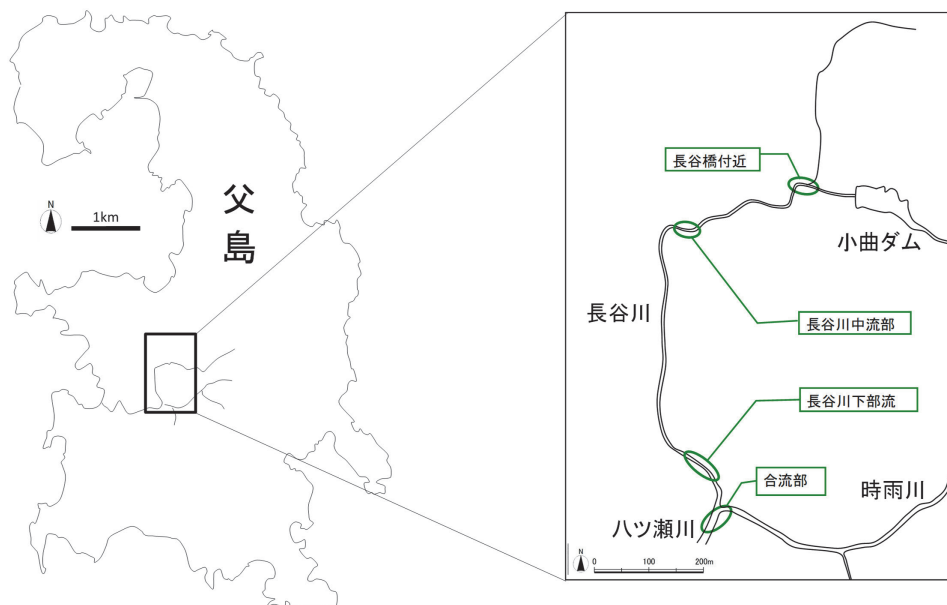 N
1km
父
島
長谷橋付近
小曲ダム
長谷川
長谷川中流部
長谷川下部流
合流部
時雨川
八ツ瀬川
N
0 100 200m